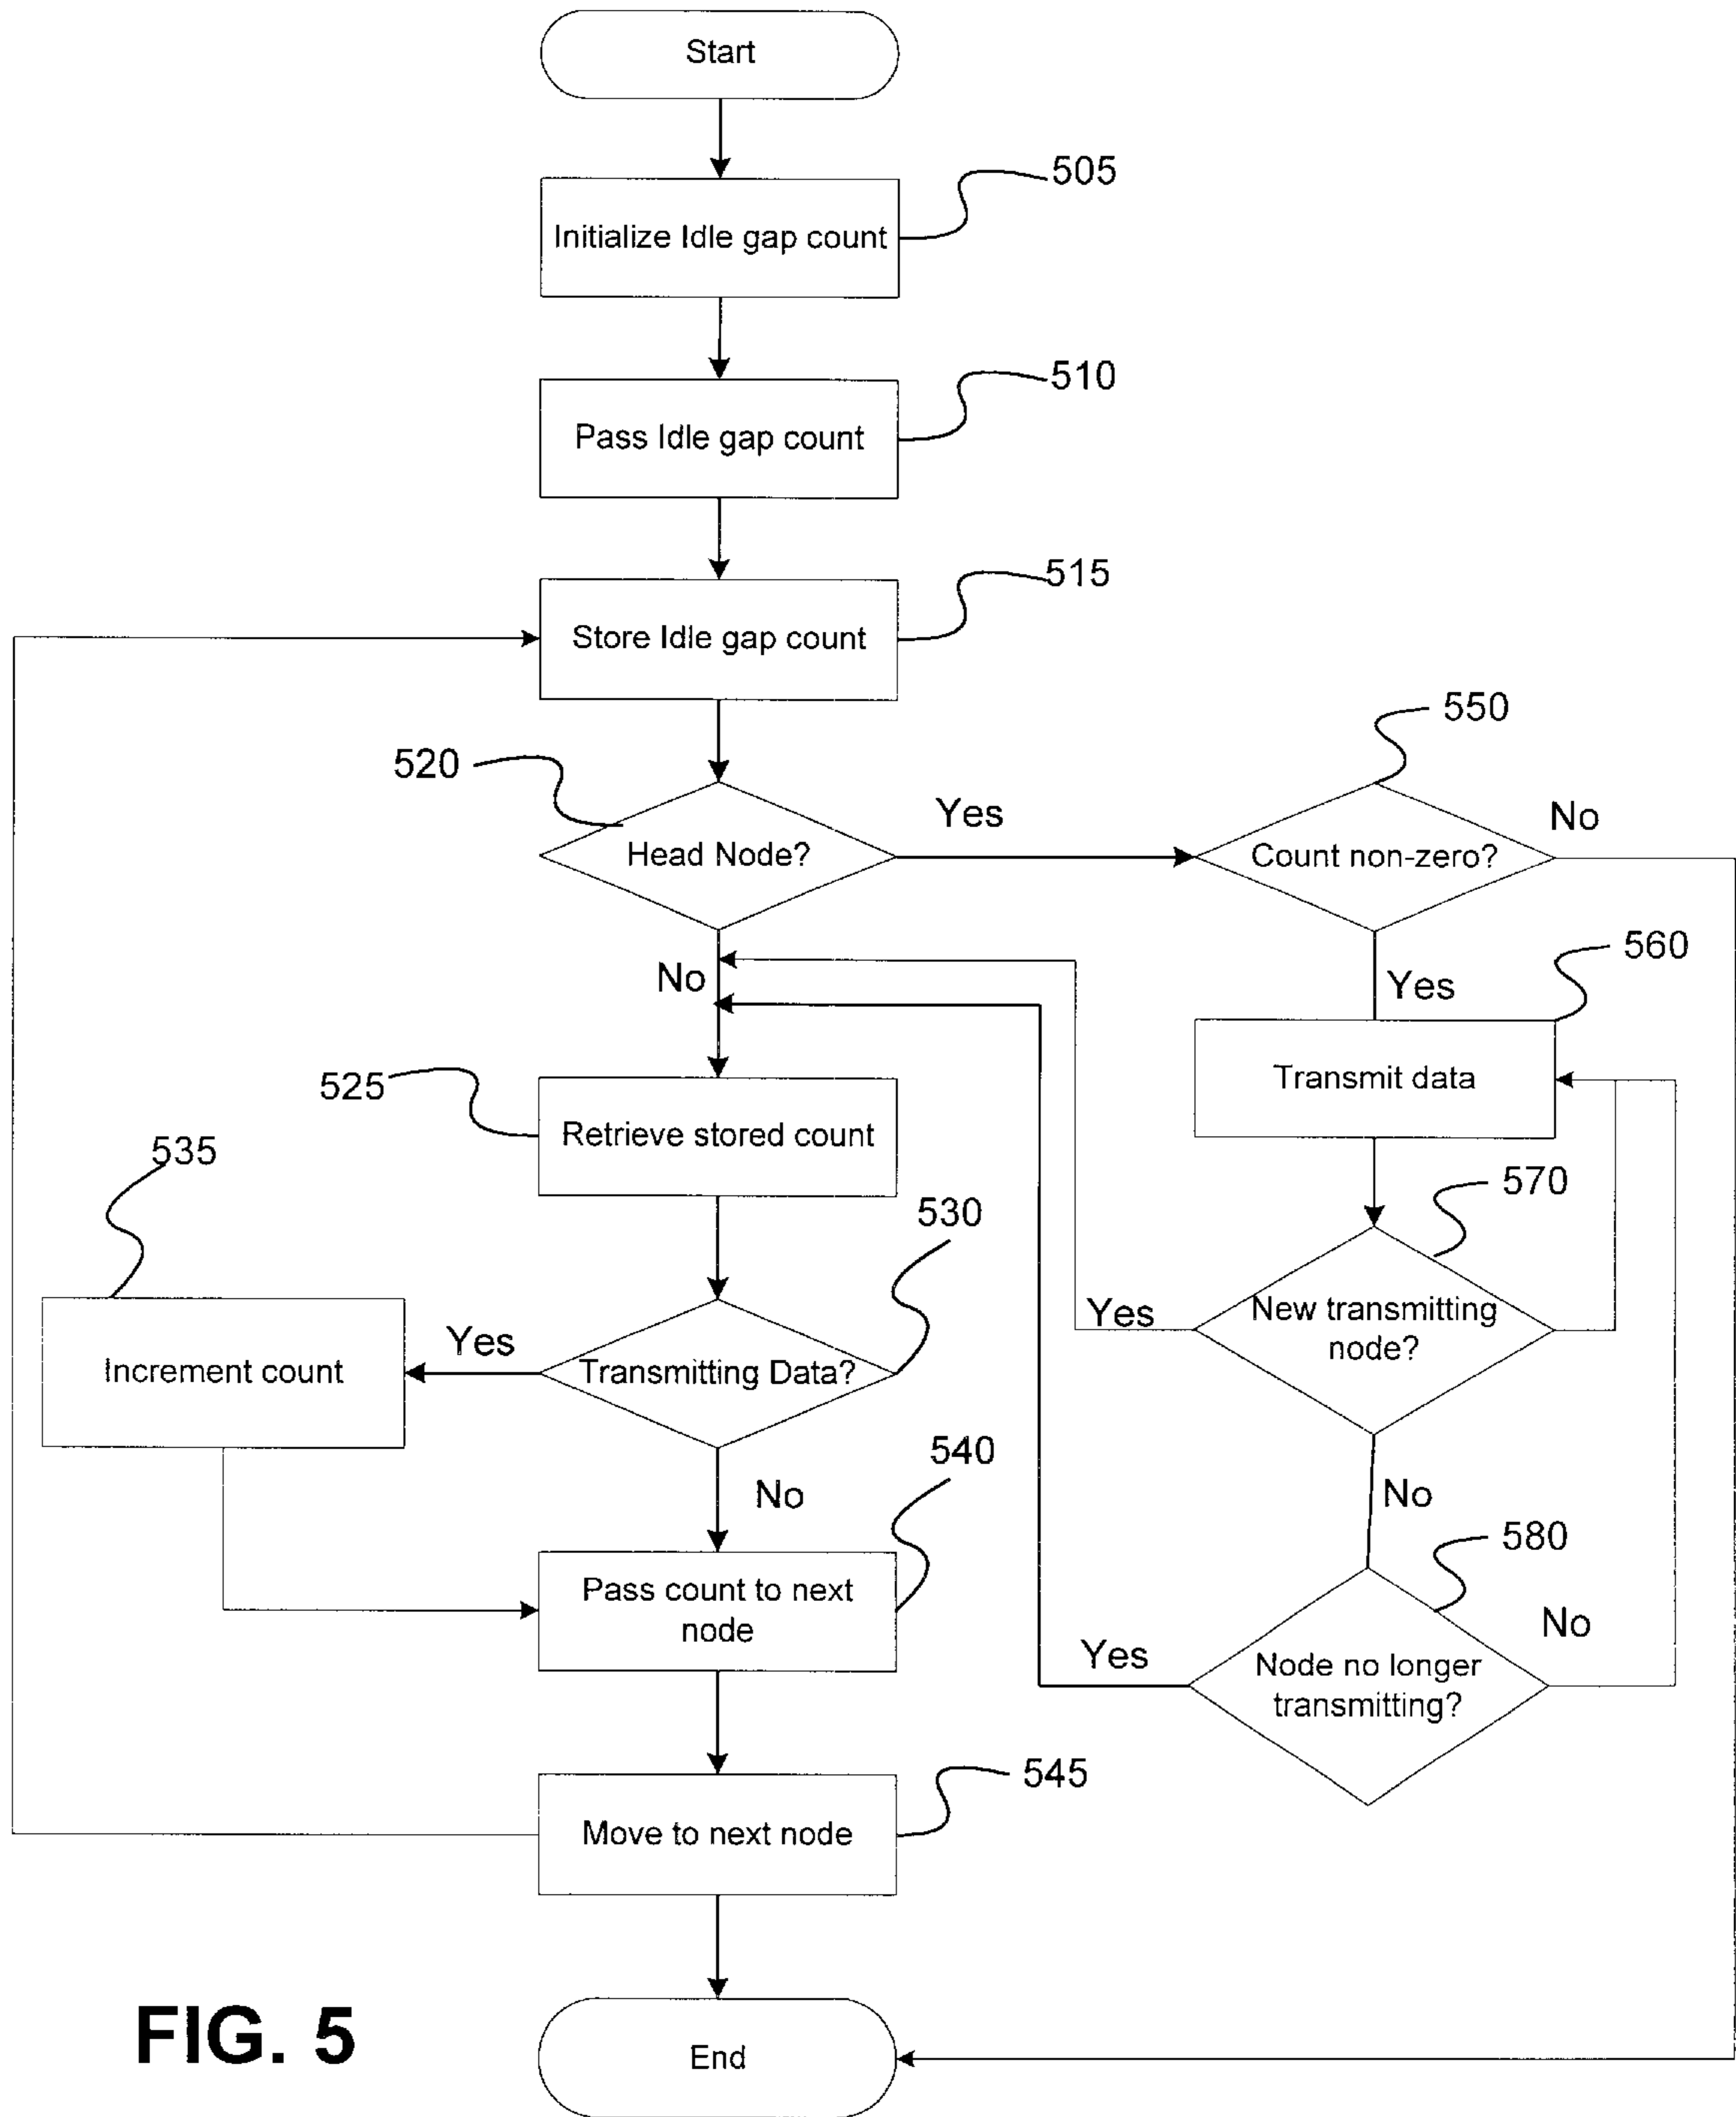 Start
505
Initialize Idle gap count
510
Pass Idle gap count
515
Store Idle gap count
550
520
Yes
No
Head Node?
Count non-zero?
560
No
Yes
525
Transmit data
Retrieve stored count
535
570
530
Yes
New transmitting
node?
Yes
Increment count
Transmitting Data?
540
No
No
580
Pass count to next
node
No
Yes
Node no longer
transmitting?
545
Move to next node
FIG. 5
End